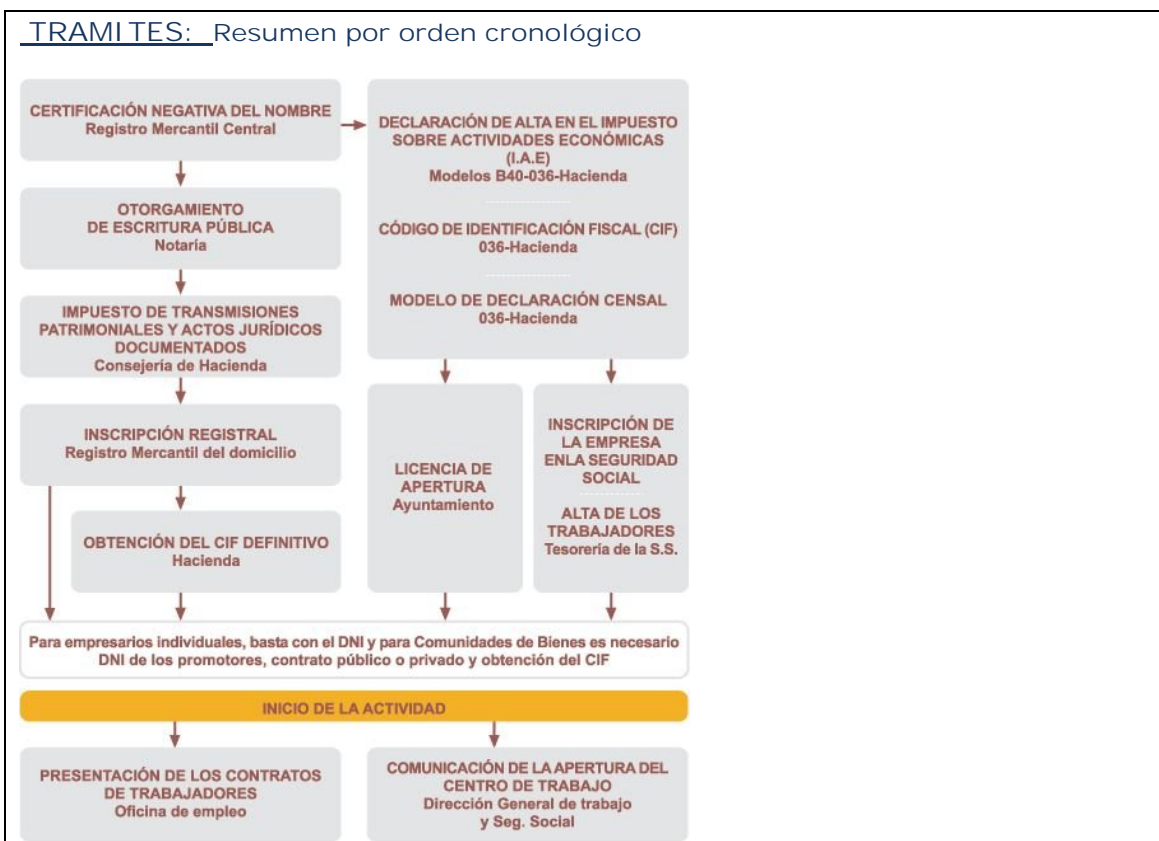 TRAMITES: Resumen por orden cronológico
CERTIFICACIÓN NEGATIVA DEL NOMBRE
Registro Mercantil Central
OTORGAMIENTO
DE ESCRITURA PÚBLICA
Notaría
IMPUESTO DE TRANSMISIONES
PATRIMONIALES Y ACTOS JURÍDICOS
DOCUMENTADOS
Consejería de Hacienda
INSCRIPCIÓN REGISTRAL
Registro Mercantil del domicilio
OBTENCIÓN DEL CIF DEFINITIVO
Hacienda
DECLARACIÓN DE ALTA EN EL IMPUESTO
SOBRE ACTIVIDADES ECONÓMICAS
(I.A.E)
Modelos B40-036-Hacienda
CÓDIGO DE IDENTIFICACIÓN FISCAL (CIF)
036-Hacienda
MODELO DE DECLARACIÓN CENSAL
036-Hacienda
LICENCIA DE
APERTURA
Ayuntamiento
INSCRIPCIÓN DE
LA EMPRESA
ENLA SEGURIDAD
SOCIAL
ALTA DE LOS
TRABAJADORES
Tesorería de la S.S.
Para empresarios individuales, basta con el DNI y para Comunidades de Bienes es necesario
DNI de los promotores, contrato público o privado y obtención del CIF
INICIO DE LA ACTIVIDAD
PRESENTACIÓN DE LOS CONTRATOS
DE TRABAJADORES
Oficina de empleo
COMUNICACIÓN DE LA APERTURA DEL
CENTRO DE TRABAJO
Dirección General de trabajo
y Seg. Social